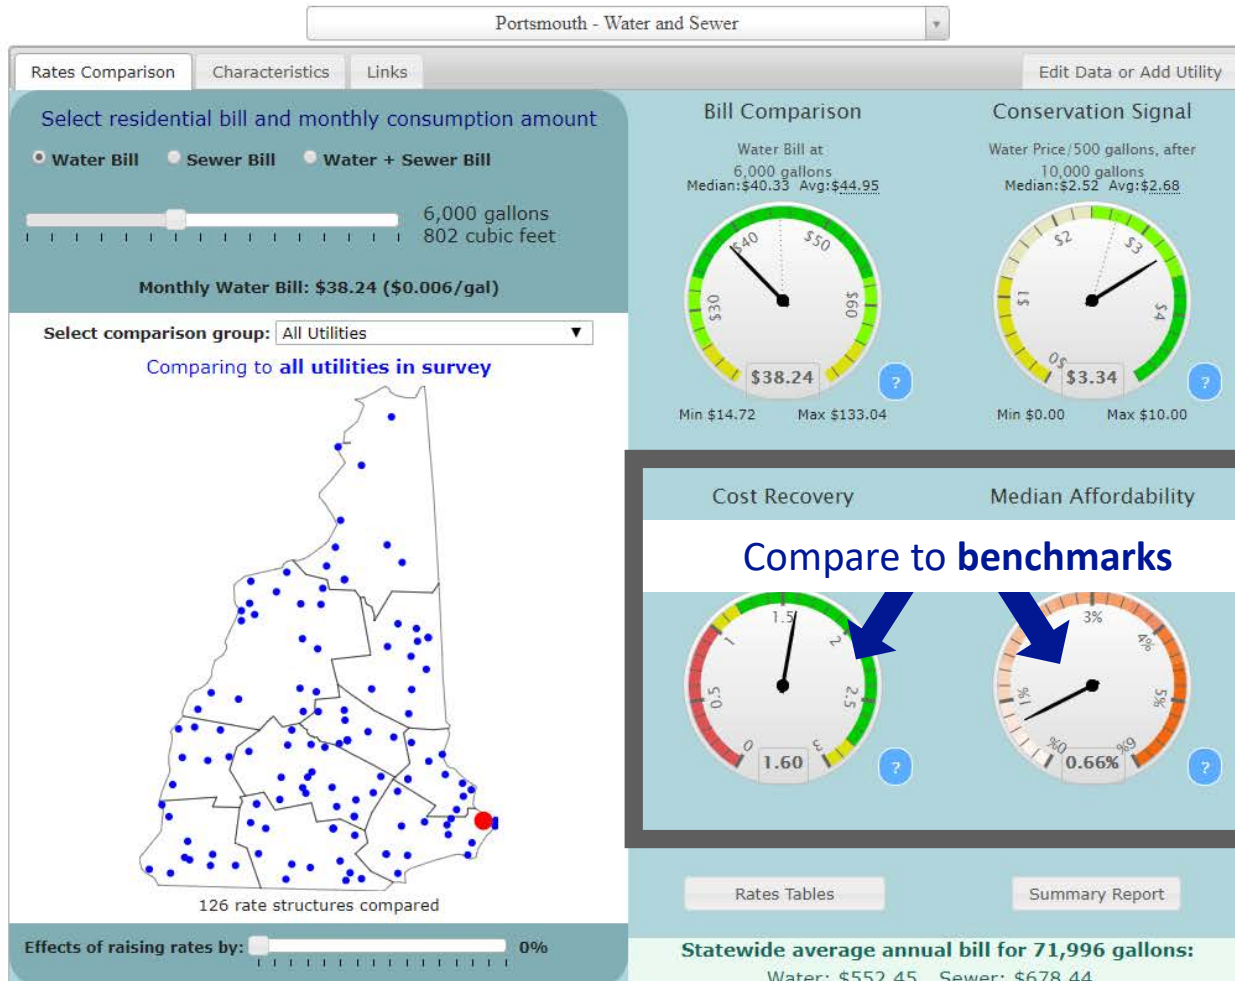 Portsmouth - Water and Sewer
Rates Comparison
Characteristics
Links
Edit Data or Add Utility
Select residential bill and monthly consumption amount
Water Bill
Sewer Bill
Water + Sewer Bill
6,000 gallons
802 cubic feet
Monthly Water Bill: $38.24 ($0.006/gal)
Select comparison group: All Utilities
Comparing to all utilities in survey
126 rate structures compared
Effects of raising rates by:
0%
Bill Comparison
Water Bill at
6,000 gallons
Median:$40.33 Avg:$44.95
$30
$40
$50
$60
$38.24
?
Min $14.72
Max $133.04
Conservation Signal
Water Price/500 gallons, after
10,000 gallons
Median:$2.52 Avg:$2.68
$0
$1
$2
$3
$4
$3.34
?
Min $0.00
Max $10.00
Cost Recovery
Median Affordability
Compare to benchmarks
0
0.5
1
1.5
2
2.5
3
1.60
?
0%
1%
3%
4%
5%
6%
0.66%
?
Rates Tables
Summary Report
Statewide average annual bill for 71,996 gallons:
Water: $552.45 Sewer: $678.44